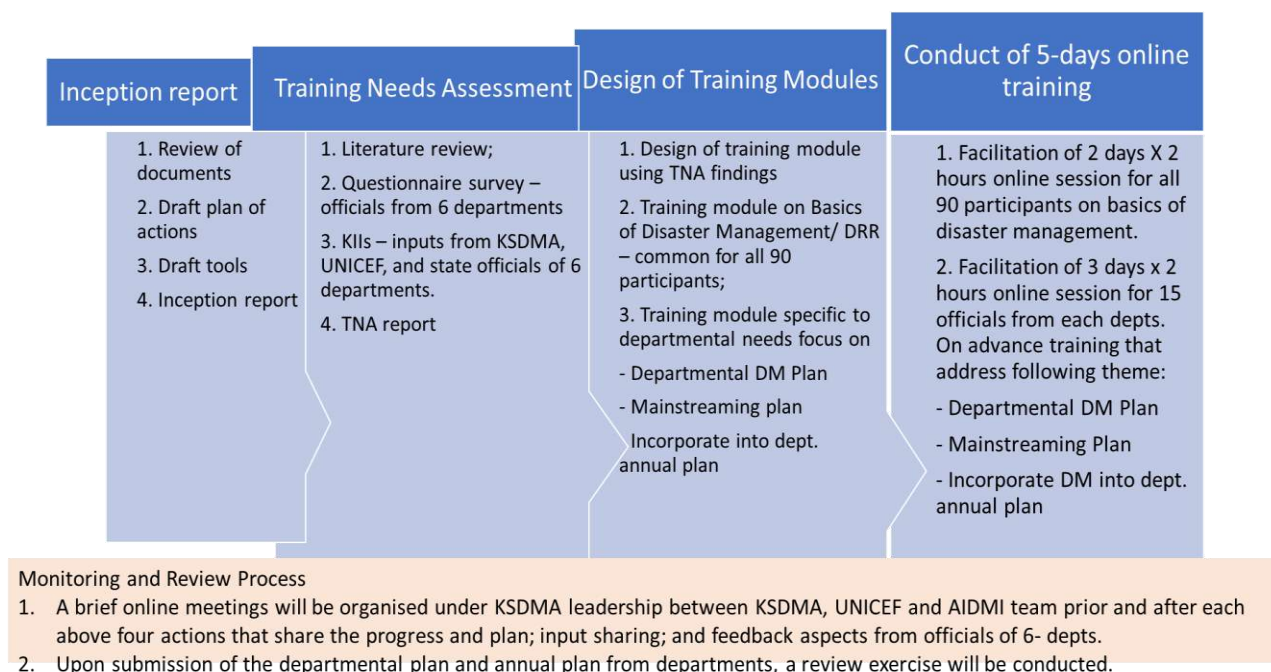 Inception report
1. Review of
documents
2. Draft plan of
actions
3. Draft tools
4. Inception report
Training Needs Assessment
1. Literature review;
2. Questionnaire survey –
officials from 6 departments
3. KIIs – inputs from KSDMA,
UNICEF, and state officials of 6
departments.
4. TNA report
Design of Training Modules
1. Design of training module
using TNA findings
2. Training module on Basics
of Disaster Management/ DRR
– common for all 90
participants;
3. Training module specific to
departmental needs focus on
- Departmental DM Plan
- Mainstreaming plan
Incorporate into dept.
annual plan
Conduct of 5-days online
training
1. Facilitation of 2 days X 2
hours online session for all
90 participants on basics of
disaster management.
2. Facilitation of 3 days x 2
hours online session for 15
officials from each depts.
On advance training that
address following theme:
- Departmental DM Plan
- Mainstreaming Plan
- Incorporate DM into dept.
annual plan
Monitoring and Review Process
1. A brief online meetings will be organised under KSDMA leadership between KSDMA, UNICEF and AIDMI team prior and after each
above four actions that share the progress and plan; input sharing; and feedback aspects from officials of 6- depts.
2. Upon submission of the departmental plan and annual plan from departments, a review exercise will be conducted.